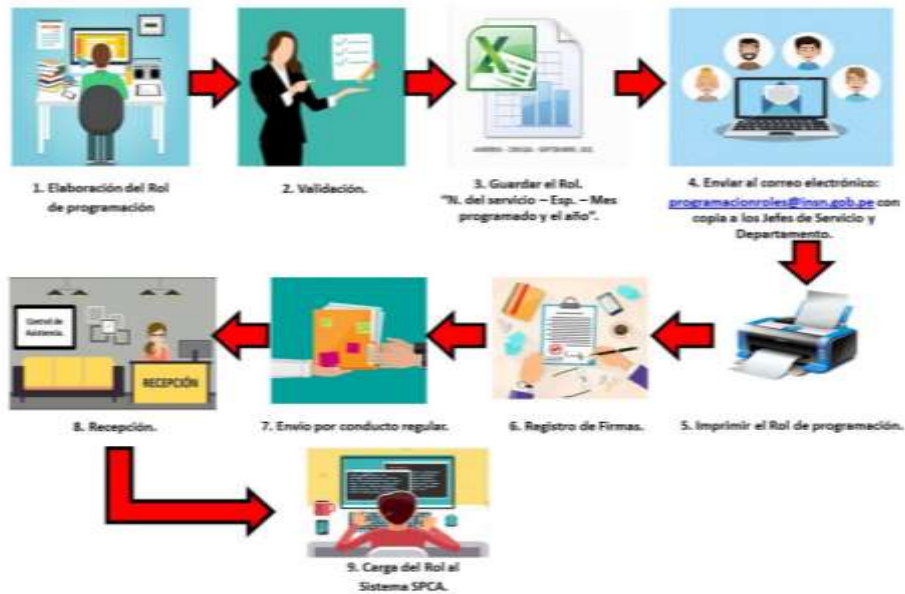 1. Elaboración del Rol
de programación
2. Validación.
3. Guardar el Rol.
"N. del servicio – Esp. – Mes
programado y el año".
4. Enviar al correo electrónico:
programacionroles@insn.gob.pe con
copia a los Jefes de Servicio y
Departamento.
Control de
Asistencia.
RECEPCIÓN
8. Recepción.
7. Envío por conducto regular.
6. Registro de Firmas.
5. Imprimir el Rol de programación.
9. Carga del Rol al
Sistema SPCA.